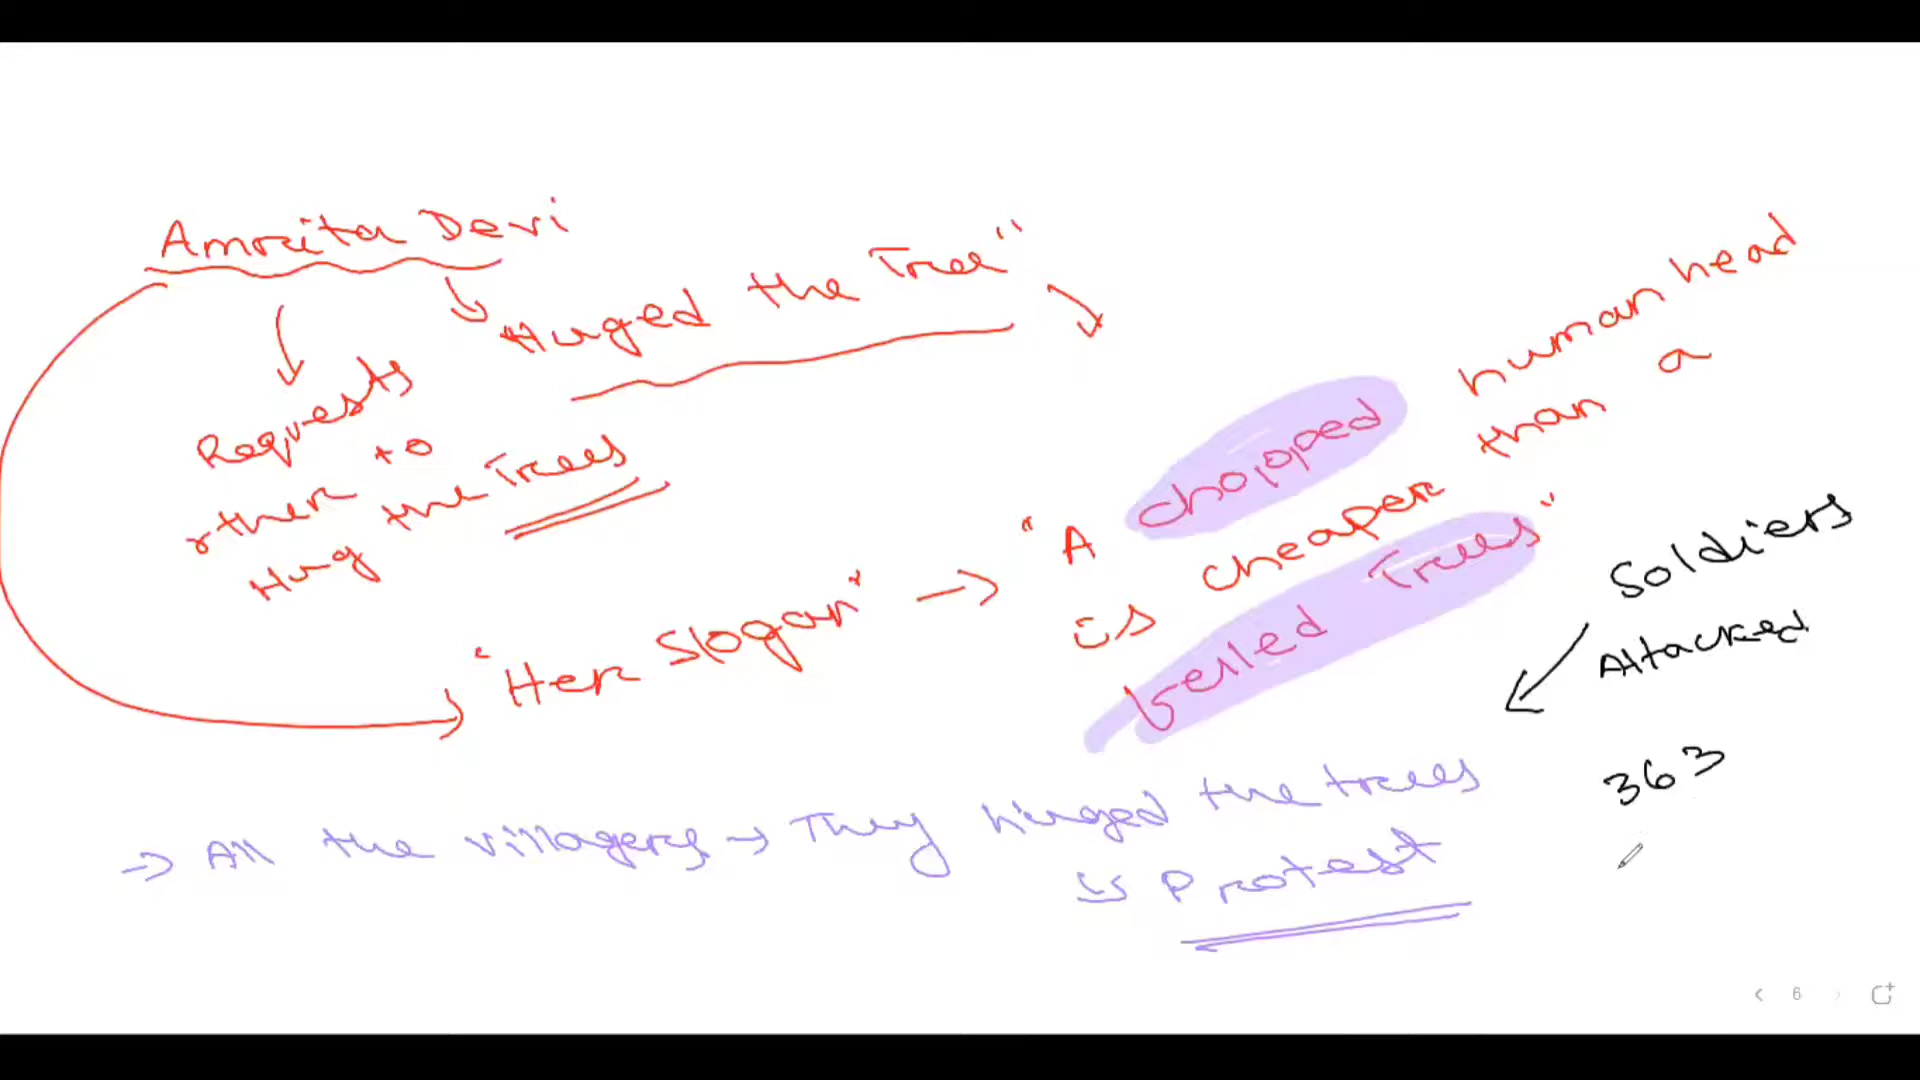 Amrita Devi
Huged the Tree"
Requests
other to
Hug the Trees
"Her Slogan" → "A chopped human head
is cheaper than a
felled Trees"
Soldiers
Attacked
363
→ All the villagers → They huged the trees
is Protest
6